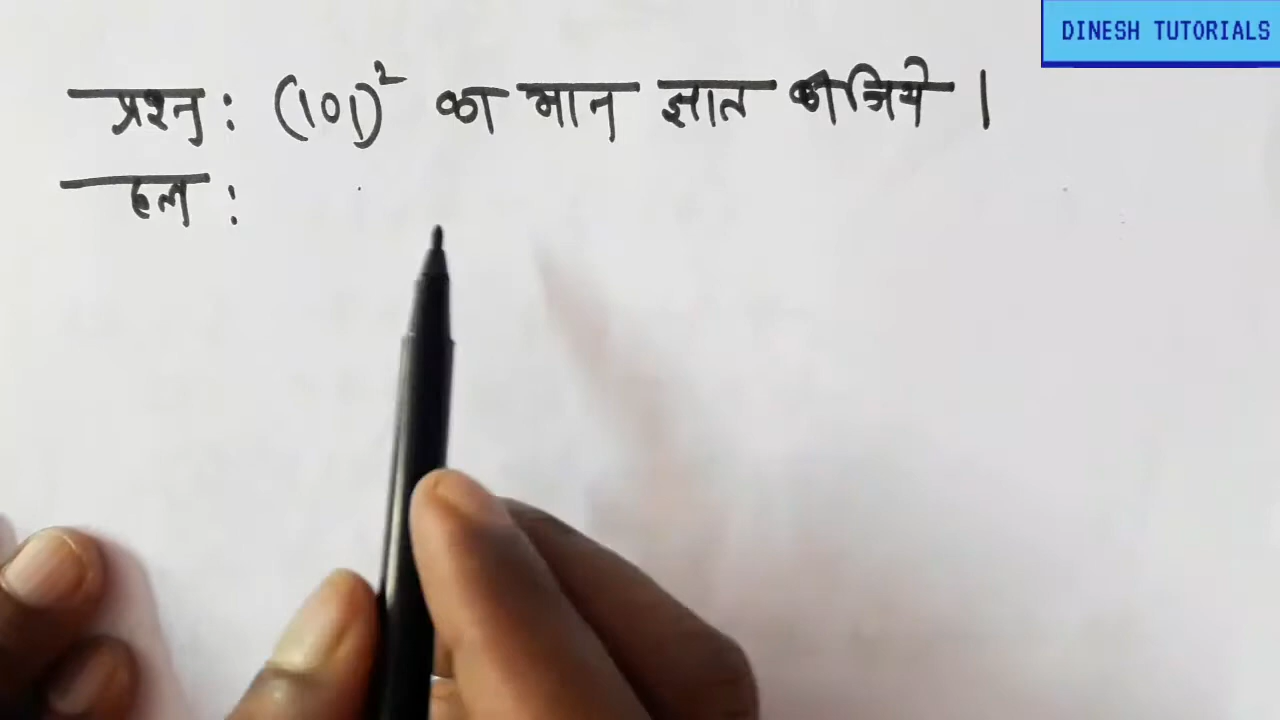 DINESH TUTORIALS
प्रश्न : (101)² का मान ज्ञात कीजिये ।
हल :